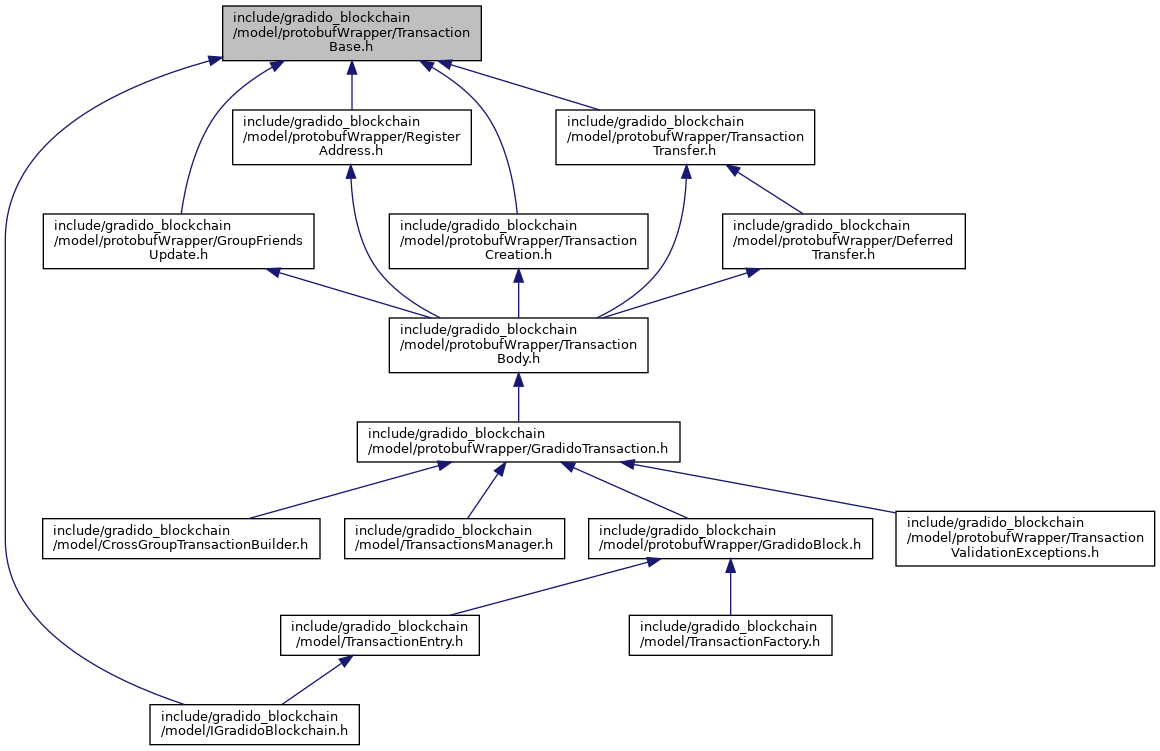 include/gradido_blockchain
/model/protobufWrapper/Transaction
Base.h
include/gradido_blockchain
/model/protobufWrapper/Register
Address.h
include/gradido_blockchain
/model/protobufWrapper/Transaction
Transfer.h
include/gradido_blockchain
/model/protobufWrapper/GroupFriends
Update.h
include/gradido_blockchain
/model/protobufWrapper/Transaction
Creation.h
include/gradido_blockchain
/model/protobufWrapper/Deferred
Transfer.h
include/gradido_blockchain
/model/protobufWrapper/Transaction
Body.h
include/gradido_blockchain
/model/protobufWrapper/GradidoTransaction.h
include/gradido_blockchain
/model/CrossGroupTransactionBuilder.h
include/gradido_blockchain
/model/TransactionsManager.h
include/gradido_blockchain
/model/protobufWrapper/GradidoBlock.h
include/gradido_blockchain
/model/protobufWrapper/Transaction
ValidationExceptions.h
include/gradido_blockchain
/model/TransactionEntry.h
include/gradido_blockchain
/model/TransactionFactory.h
include/gradido_blockchain
/model/IGradidoBlockchain.h